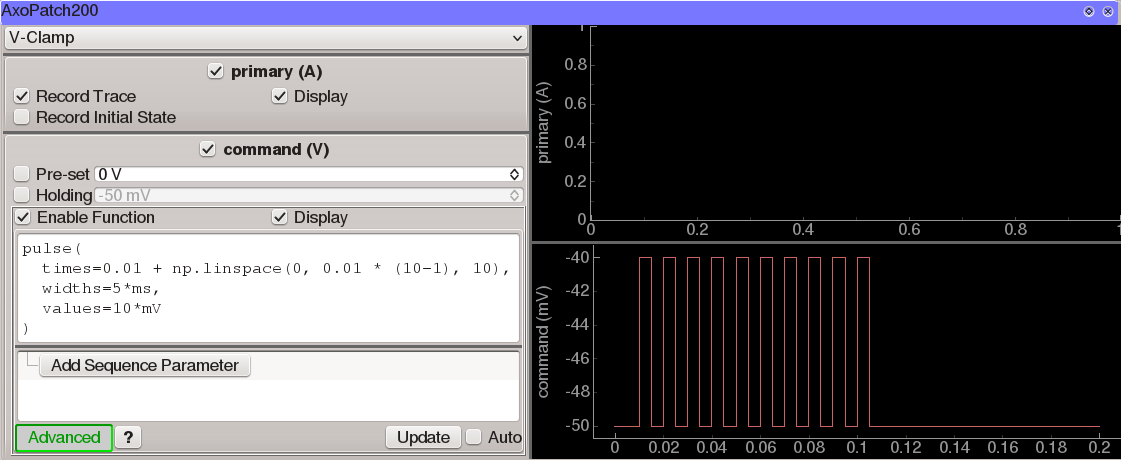 AxoPatch200
V-Clamp
primary (A)
Record Trace
Display
Record Initial State
command (V)
Pre-set 0 V
Holding -50 mV
Enable Function
Display
pulse(
times=0.01 + np.linspace(0, 0.01 * (10-1), 10),
widths=5*ms,
values=10*mV
)
Add Sequence Parameter
Advanced ? Update Auto
primary (A)
1
0.8
0.6
0.4
0.2
0
0 0.2 0.4 0.6 0.8 1
command (mV)
-40
-42
-44
-46
-48
-50
0 0.02 0.04 0.06 0.08 0.1 0.12 0.14 0.16 0.18 0.2